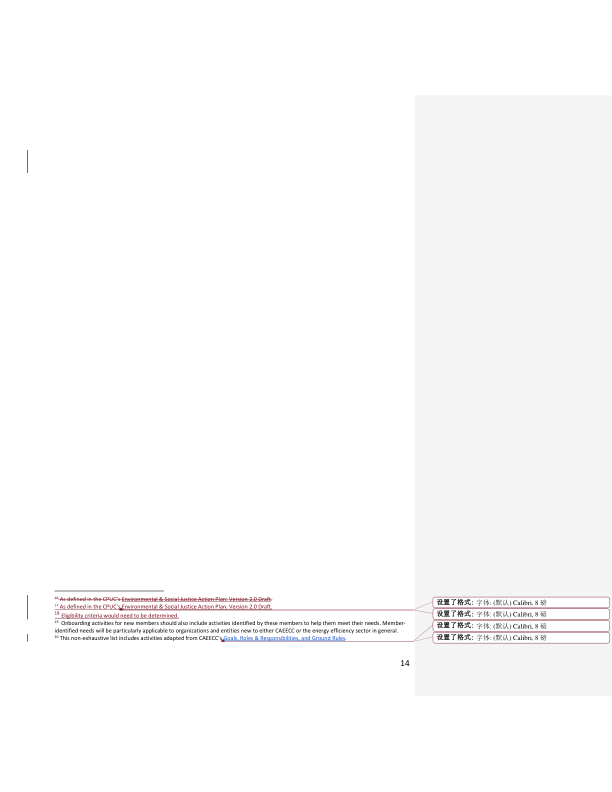 16 As defined in the CPUC's Environmental & Social Justice Action Plan: Version 2.0 Draft.
17 As defined in the CPUC's Environmental & Social Justice Action Plan: Version 2.0 Draft.
18 Eligibility criteria would need to be determined.
19 Onboarding activities for new members should also include activities identified by these members to help them meet their needs. Member-
identified needs will be particularly applicable to organizations and entities new to either CAEECC or the energy efficiency sector in general.
20 This non-exhaustive list includes activities adapted from CAEECC's Goals, Roles & Responsibilities, and Ground Rules.
设置了格式: 字体: (默认) Calibri, 8 磅
设置了格式: 字体: (默认) Calibri, 8 磅
设置了格式: 字体: (默认) Calibri, 8 磅
设置了格式: 字体: (默认) Calibri, 8 磅
14